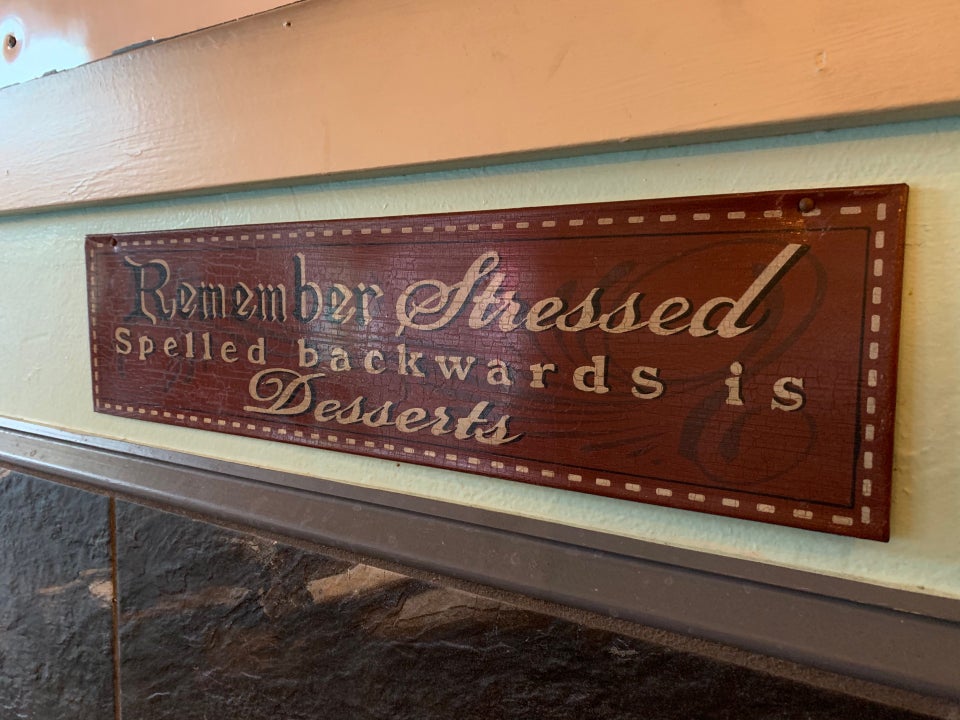 Remember Stressed
Spelled backwards is
Desserts